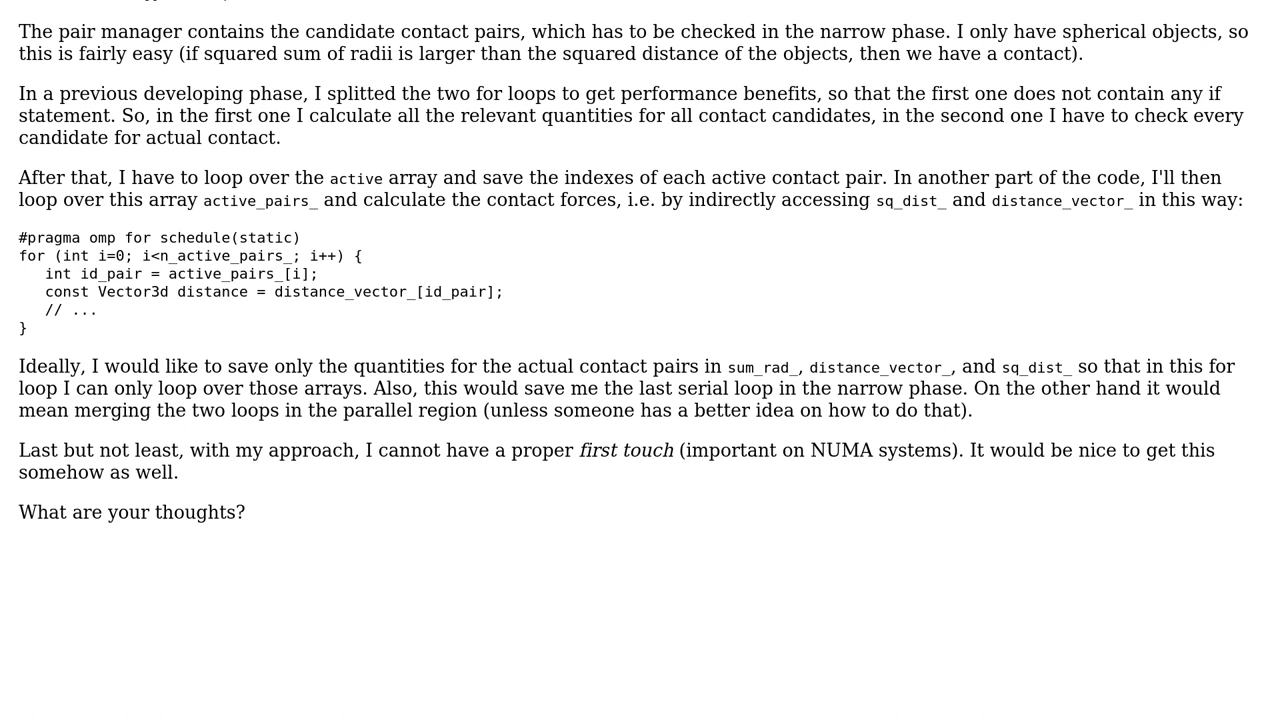 The pair manager contains the candidate contact pairs, which has to be checked in the narrow phase. I only have spherical objects, so
this is fairly easy (if squared sum of radii is larger than the squared distance of the objects, then we have a contact).
In a previous developing phase, I splitted the two for loops to get performance benefits, so that the first one does not contain any if
statement. So, in the first one I calculate all the relevant quantities for all contact candidates, in the second one I have to check every
candidate for actual contact.
After that, I have to loop over the active array and save the indexes of each active contact pair. In another part of the code, I'll then
loop over this array active_pairs_ and calculate the contact forces, i.e. by indirectly accessing sq_dist_ and distance_vector_ in this way:
#pragma omp for schedule(static)
for (int i=0; i<n_active_pairs_; i++) {
   int id_pair = active_pairs_[i];
   const Vector3d distance = distance_vector_[id_pair];
   // ...
}
Ideally, I would like to save only the quantities for the actual contact pairs in sum_rad_, distance_vector_, and sq_dist_ so that in this for
loop I can only loop over those arrays. Also, this would save me the last serial loop in the narrow phase. On the other hand it would
mean merging the two loops in the parallel region (unless someone has a better idea on how to do that).
Last but not least, with my approach, I cannot have a proper first touch (important on NUMA systems). It would be nice to get this
somehow as well.
What are your thoughts?